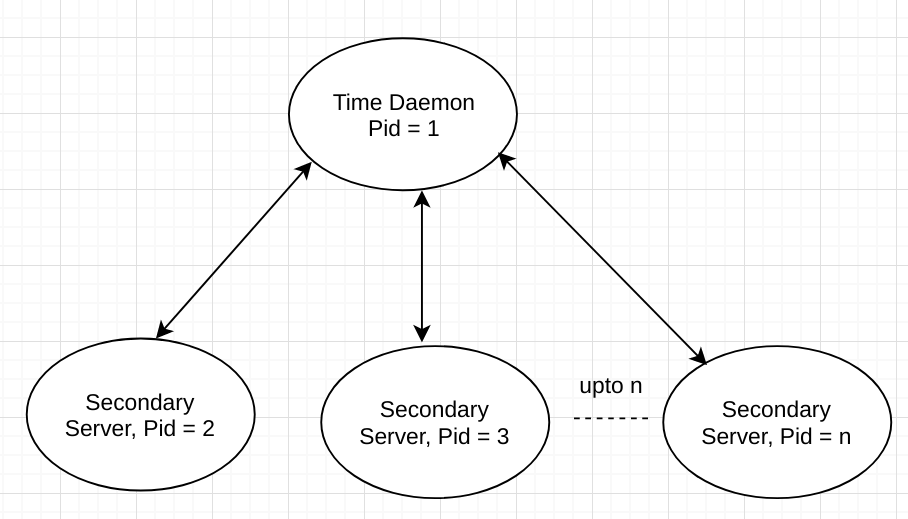 Time Daemon
Pid = 1
Secondary
Server, Pid = 2
Secondary
Server, Pid = 3
upto n
Secondary
Server, Pid = n